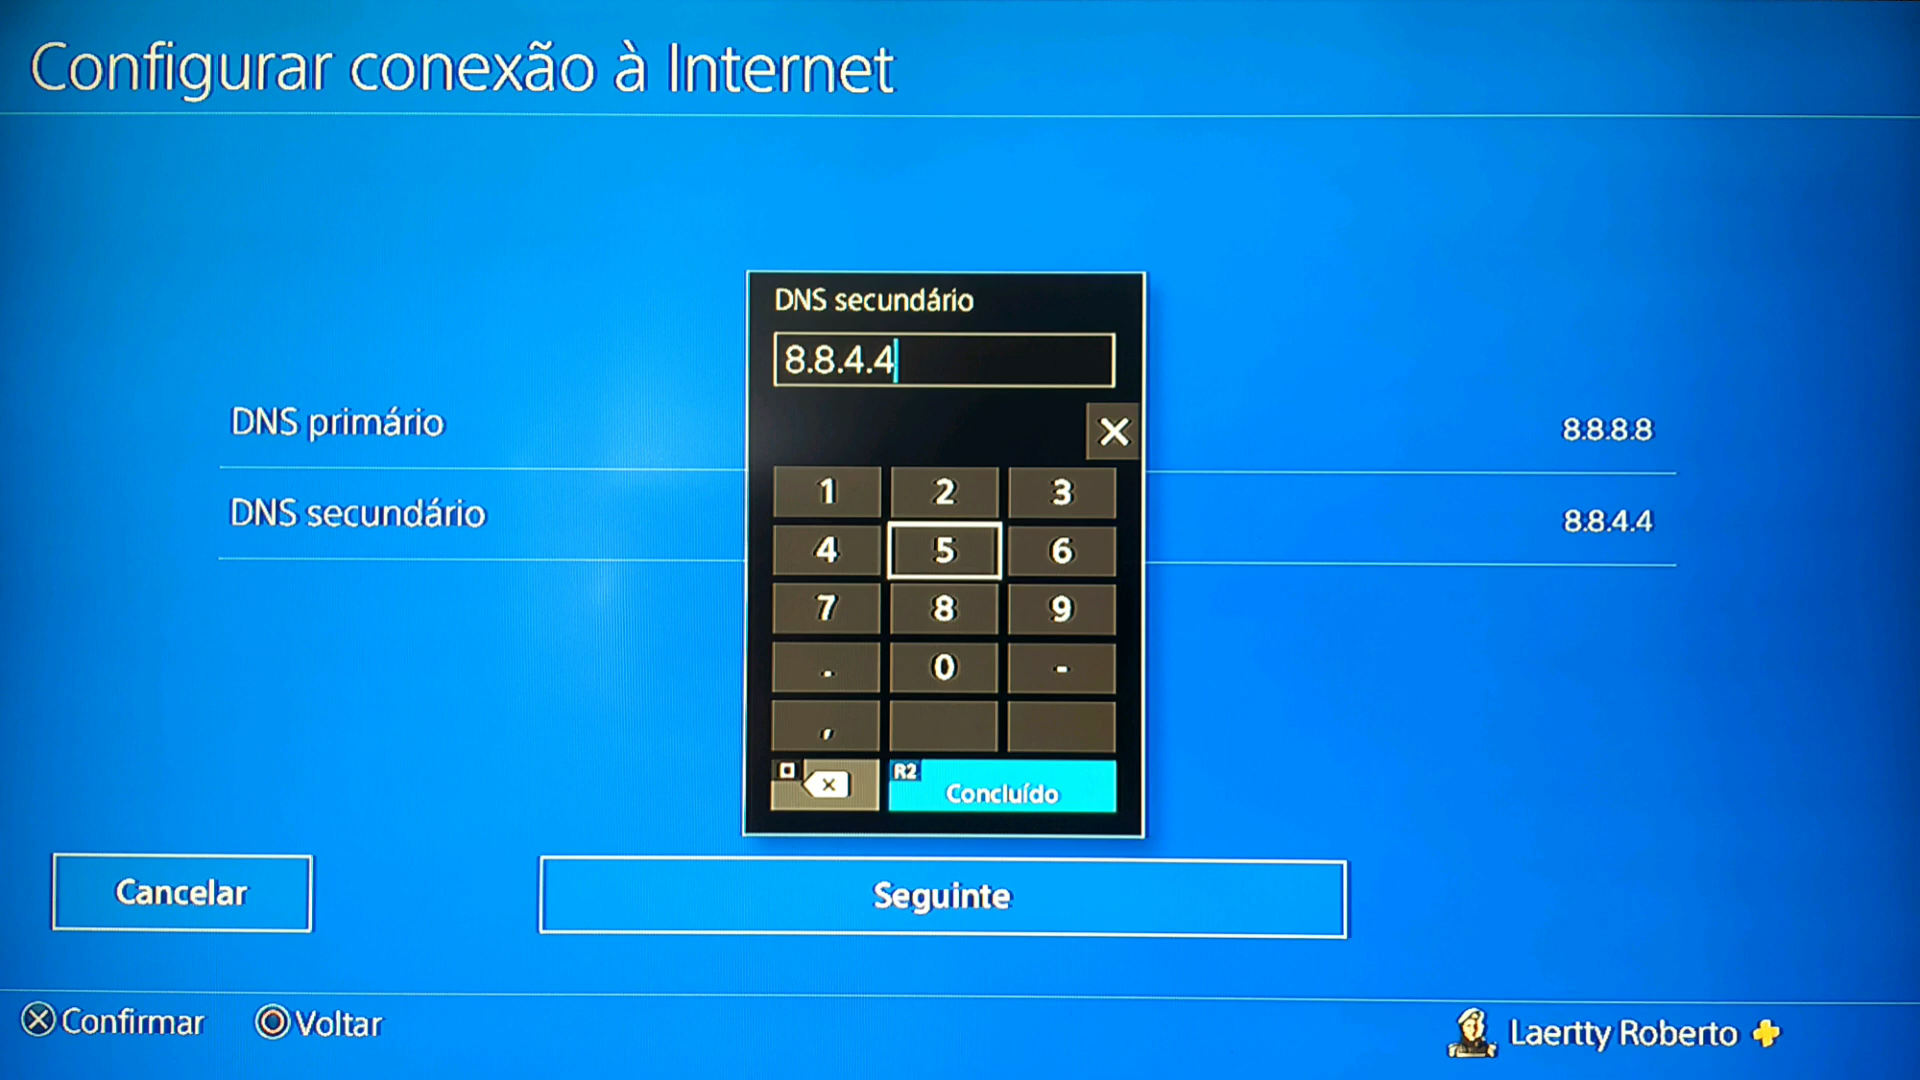 Configurar conexão à Internet
DNS secundário
8.8.4.4
DNS primário
8.8.8.8
DNS secundário
8.8.4.4
1 2 3
4 5 6
7 8 9
. 0 -
,
R2
Concluído
Cancelar
Seguinte
Confirmar
Voltar
Laertty Roberto